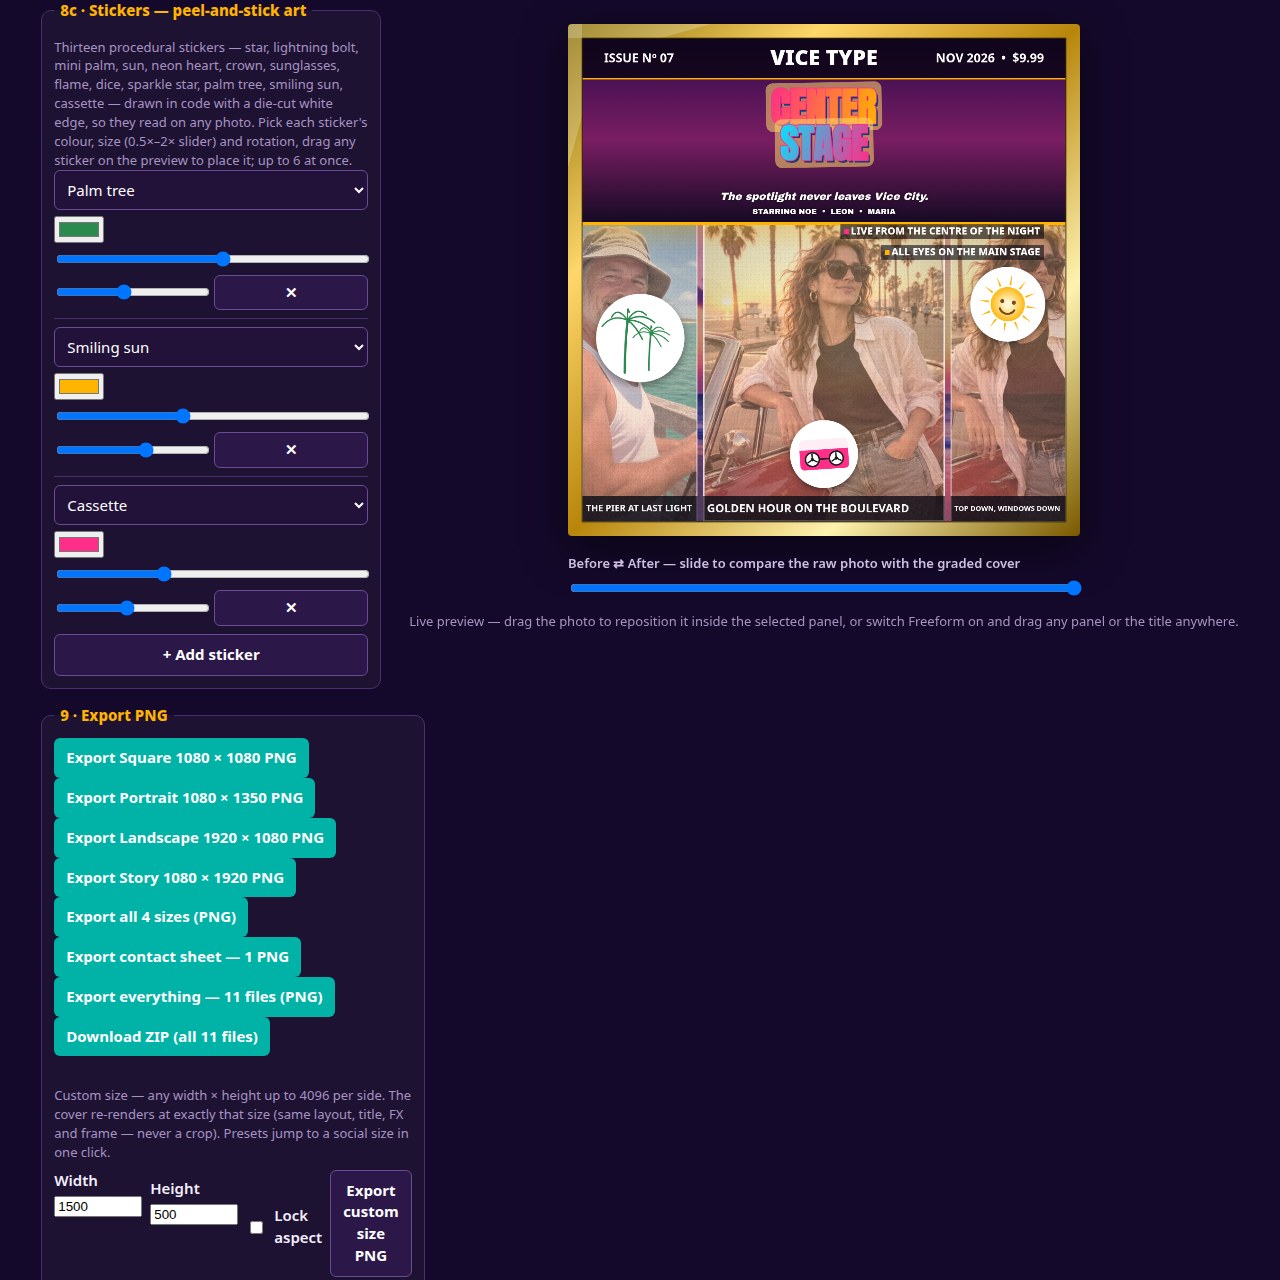 8c · Stickers — peel-and-stick art
Thirteen procedural stickers — star, lightning bolt,
mini palm, sun, neon heart, crown, sunglasses,
flame, dice, sparkle star, palm tree, smiling sun,
cassette — drawn in code with a die-cut white
edge, so they read on any photo. Pick each sticker's
colour, size (0.5×–2× slider) and rotation, drag any
sticker on the preview to place it; up to 6 at once.
Palm tree
×
Smiling sun
×
Cassette
×
+ Add sticker
ISSUE Nº 07
VICE TYPE
NOV 2026 • $9.99
CENTER
STAGE
The spotlight never leaves Vice City.
STARRING NOE • LEON • MARIA
LIVE FROM THE CENTRE OF THE NIGHT
ALL EYES ON THE MAIN STAGE
THE PIER AT LAST LIGHT
GOLDEN HOUR ON THE BOULEVARD
TOP DOWN, WINDOWS DOWN
Before ⇄ After — slide to compare the raw photo with the graded cover
Live preview — drag the photo to reposition it inside the selected panel, or switch Freeform on and drag any panel or the title anywhere.
9 · Export PNG
Export Square 1080 × 1080 PNG
Export Portrait 1080 × 1350 PNG
Export Landscape 1920 × 1080 PNG
Export Story 1080 × 1920 PNG
Export all 4 sizes (PNG)
Export contact sheet — 1 PNG
Export everything — 11 files (PNG)
Download ZIP (all 11 files)
Custom size — any width × height up to 4096 per side. The
cover re-renders at exactly that size (same layout, title, FX
and frame — never a crop). Presets jump to a social size in
one click.
Width
1500
Height
500
Lock
aspect
Export
custom
size
PNG